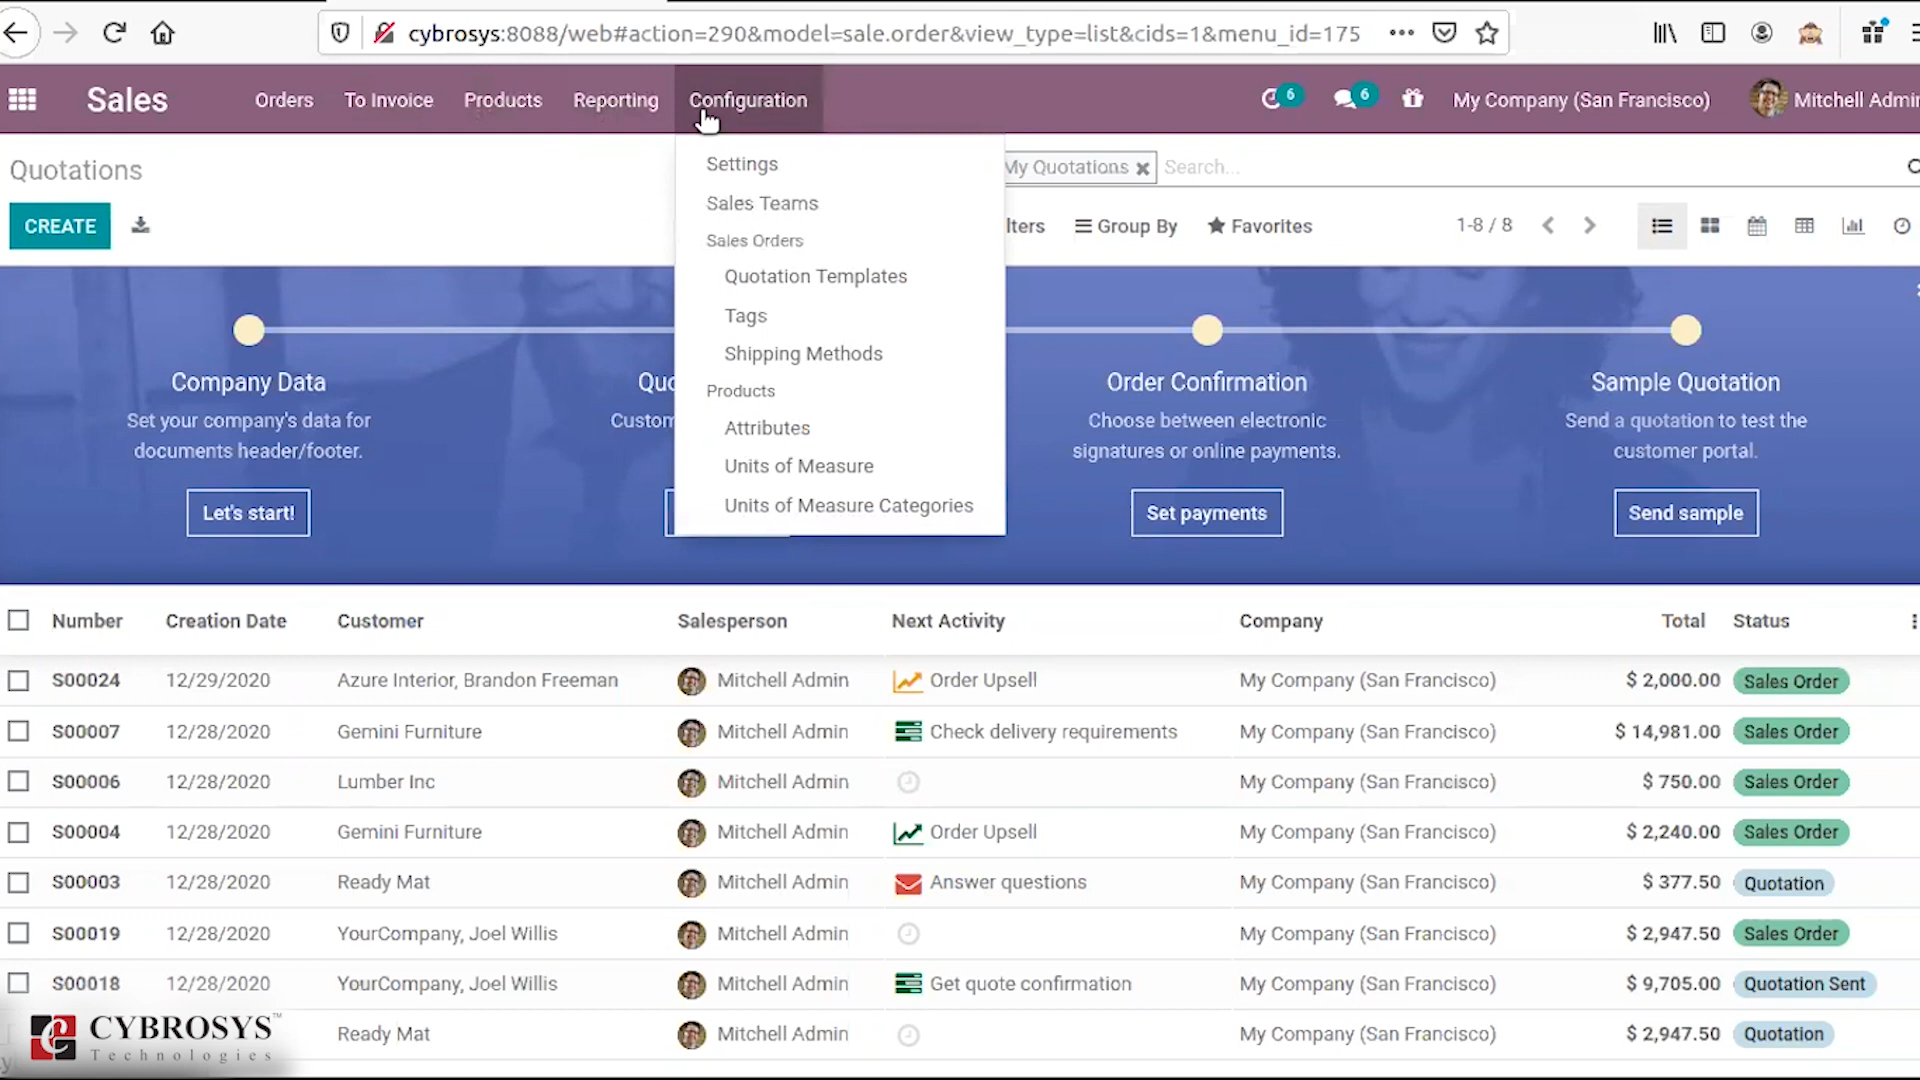 cybrosys:8088/web#action=290&model=sale.order&view_type=list&cids=1&menu_id=175
Sales Orders To Invoice Products Reporting Configuration 6 6 My Company (San Francisco) Mitchell Admin
Quotations
My Quotations Search...
CREATE
lters Group By Favorites 1-8 / 8
Settings
Sales Teams
Sales Orders
Quotation Templates
Tags
Shipping Methods
Products
Attributes
Units of Measure
Units of Measure Categories
Company Data
Set your company's data for
documents header/footer.
Let's start!
Quo
Custom
Order Confirmation
Choose between electronic
signatures or online payments.
Set payments
Sample Quotation
Send a quotation to test the
customer portal.
Send sample
Number Creation Date Customer Salesperson Next Activity Company Total Status
S00024 12/29/2020 Azure Interior, Brandon Freeman Mitchell Admin Order Upsell My Company (San Francisco) $ 2,000.00 Sales Order
S00007 12/28/2020 Gemini Furniture Mitchell Admin Check delivery requirements My Company (San Francisco) $ 14,981.00 Sales Order
S00006 12/28/2020 Lumber Inc Mitchell Admin My Company (San Francisco) $ 750.00 Sales Order
S00004 12/28/2020 Gemini Furniture Mitchell Admin Order Upsell My Company (San Francisco) $ 2,240.00 Sales Order
S00003 12/28/2020 Ready Mat Mitchell Admin Answer questions My Company (San Francisco) $ 377.50 Quotation
S00019 12/28/2020 YourCompany, Joel Willis Mitchell Admin My Company (San Francisco) $ 2,947.50 Sales Order
S00018 12/28/2020 YourCompany, Joel Willis Mitchell Admin Get quote confirmation My Company (San Francisco) $ 9,705.00 Quotation Sent
Ready Mat Mitchell Admin My Company (San Francisco) $ 2,947.50 Quotation
CYBROSYS™
Technologies